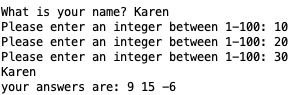 What is your name? Karen
Please enter an integer between 1-100: 10
Please enter an integer between 1-100: 20
Please enter an integer between 1-100: 30
Karen
your answers are: 9 15 -6